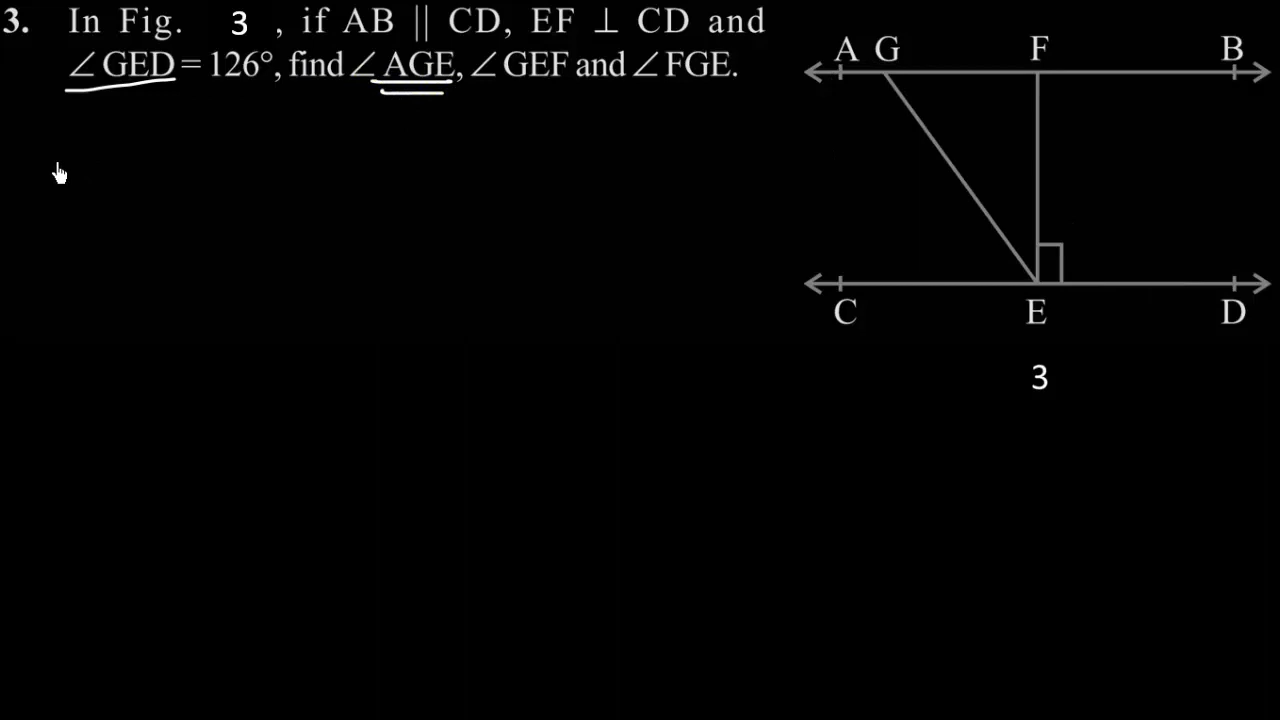 3. In Fig. 3 , if AB || CD, EF ⊥ CD and
∠GED = 126°, find ∠AGE, ∠GEF and ∠FGE.
A G F B
C E D
3